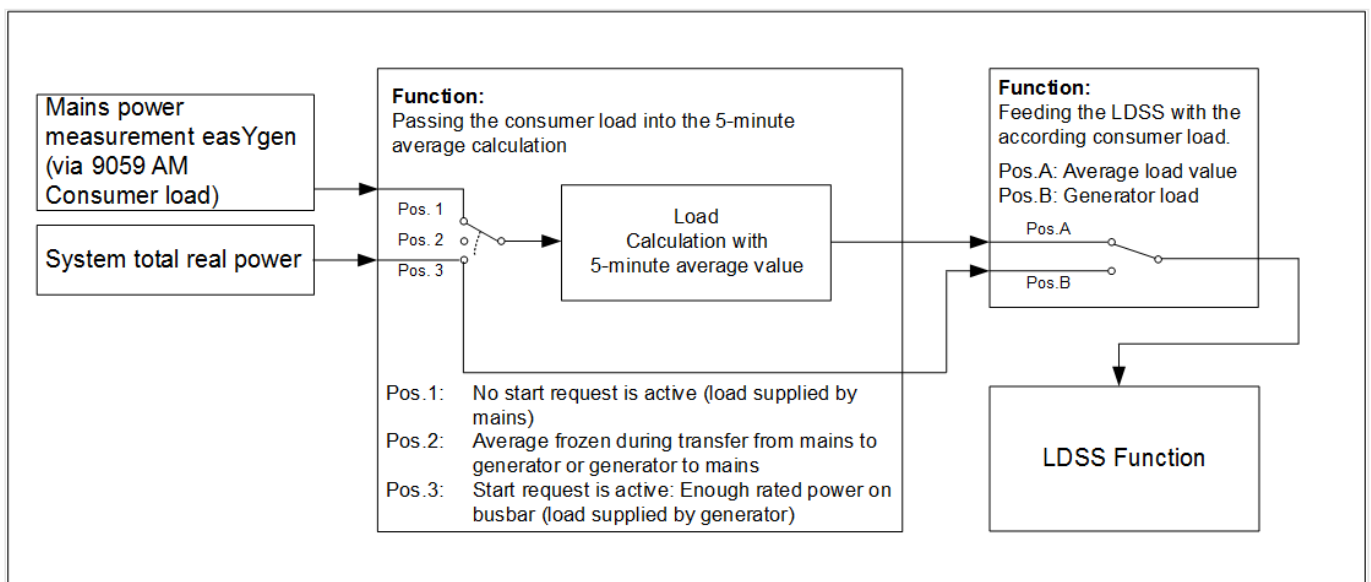 Mains power
measurement easYgen
(via 9059 AM
Consumer load)
System total real power
Function:
Passing the consumer load into the 5-minute
average calculation
Pos. 1
Pos. 2
Pos. 3
Load
Calculation with
5-minute average value
Pos.1: No start request is active (load supplied by
mains)
Pos.2: Average frozen during transfer from mains to
generator or generator to mains
Pos.3: Start request is active: Enough rated power on
busbar (load supplied by generator)
Function:
Feeding the LDSS with the
according consumer load.
Pos.A: Average load value
Pos.B: Generator load
Pos.A
Pos.B
LDSS Function